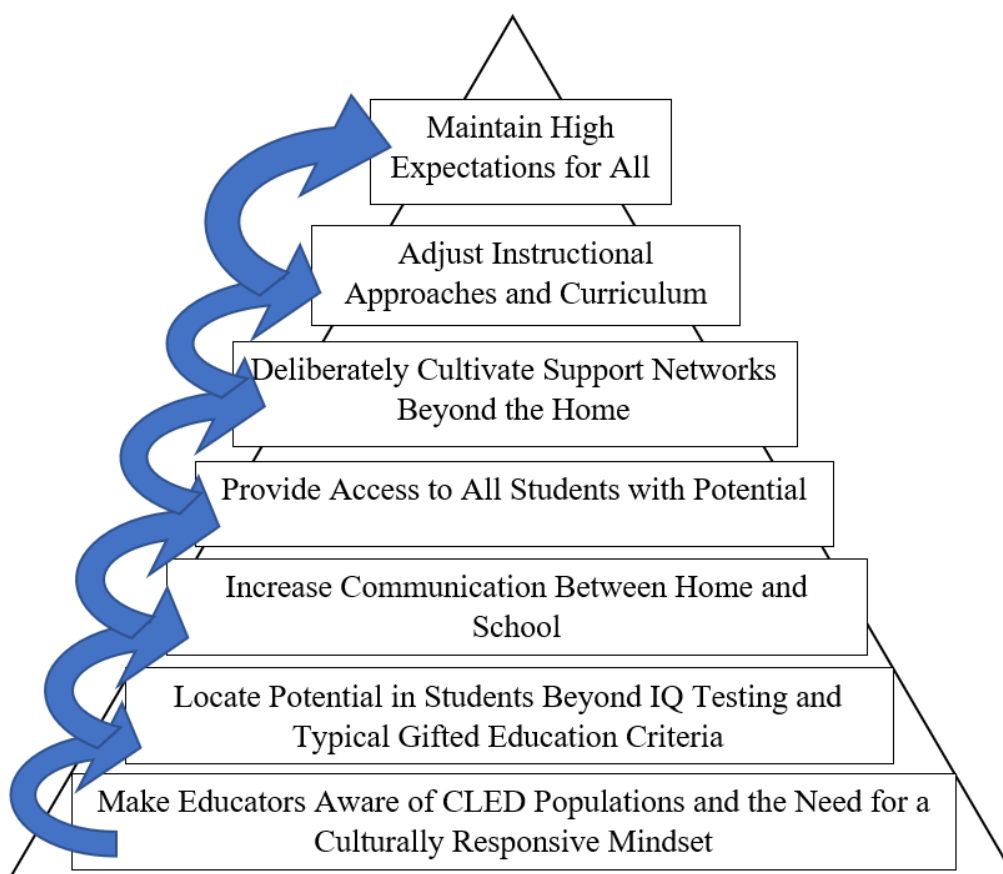 Maintain High
Expectations for All
Adjust Instructional
Approaches and Curriculum
Deliberately Cultivate Support Networks
Beyond the Home
Provide Access to All Students with Potential
Increase Communication Between Home and
School
Locate Potential in Students Beyond IQ Testing and
Typical Gifted Education Criteria
Make Educators Aware of CLED Populations and the Need for a
Culturally Responsive Mindset